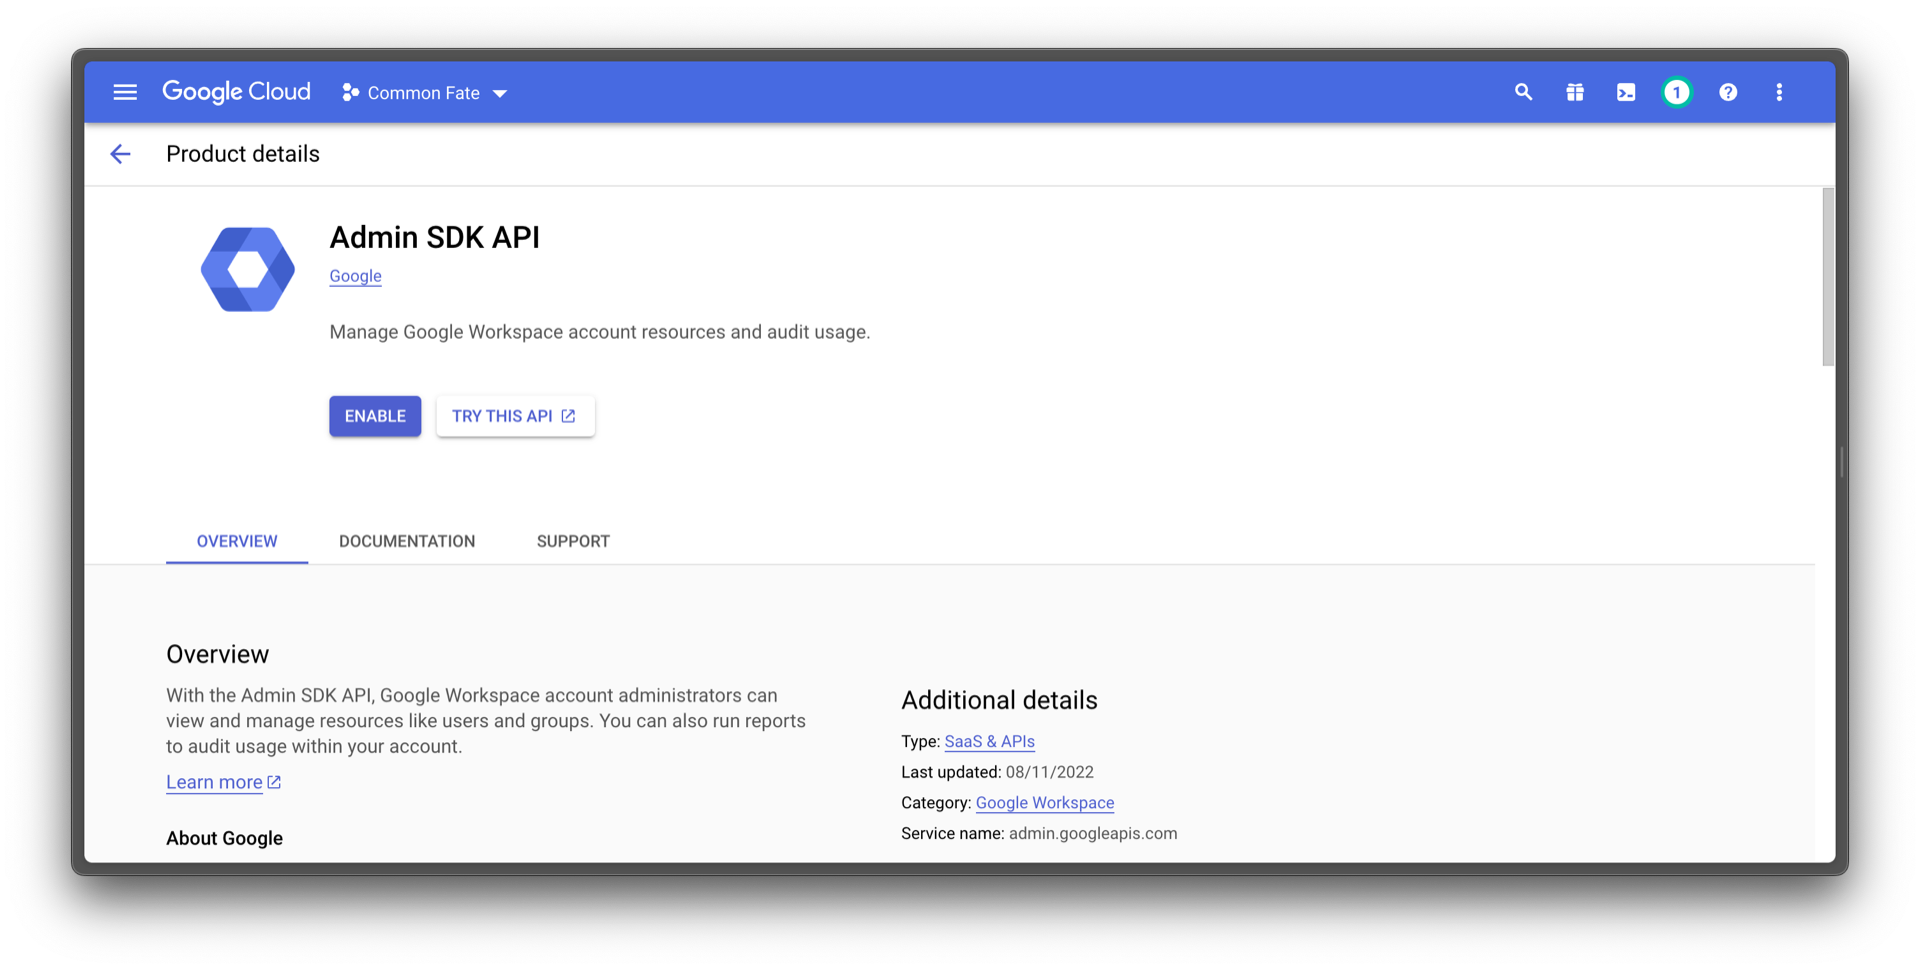 Google Cloud
Common Fate
1
Product details
Admin SDK API
Google
Manage Google Workspace account resources and audit usage.
ENABLE
TRY THIS API
OVERVIEW
DOCUMENTATION
SUPPORT
Overview
With the Admin SDK API, Google Workspace account administrators can
view and manage resources like users and groups. You can also run reports
to audit usage within your account.
Learn more
About Google
Additional details
Type: SaaS & APIs
Last updated: 08/11/2022
Category: Google Workspace
Service name: admin.googleapis.com